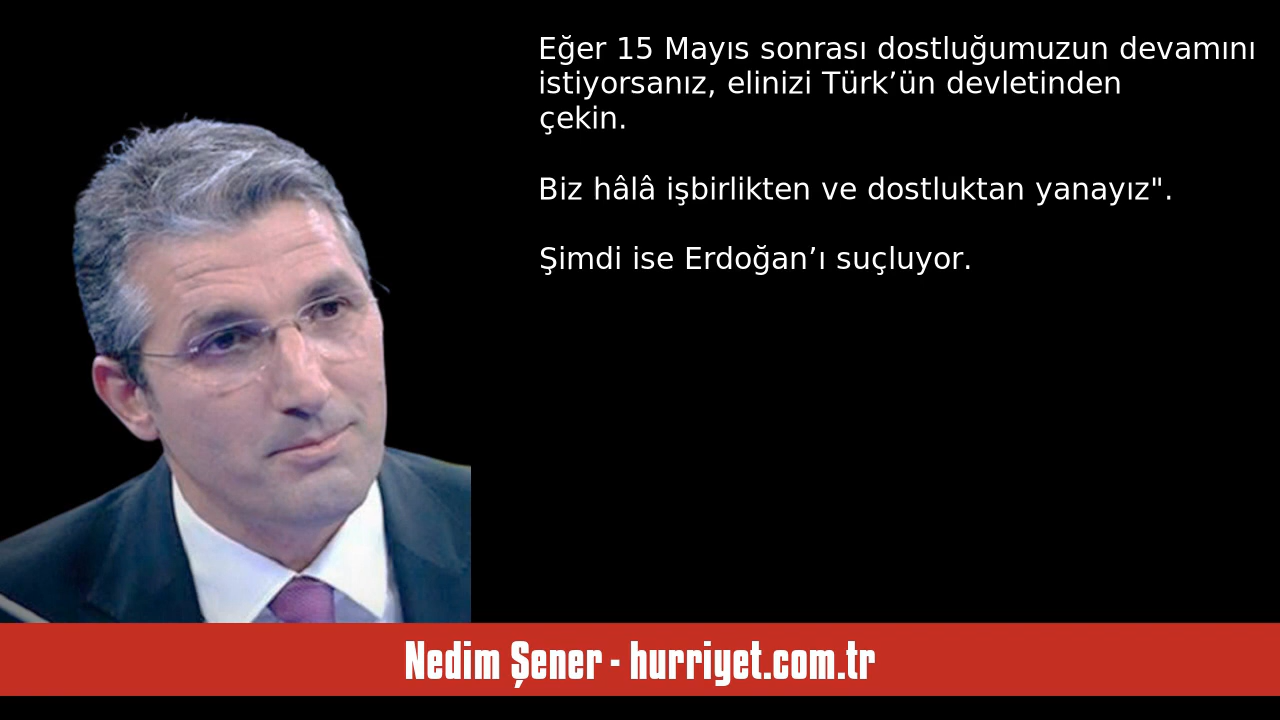 Eğer 15 Mayıs sonrası dostluğumuzun devamını
istiyorsanız, elinizi Türk’ün devletinden
çekin.
Biz hâlâ işbirlikten ve dostluktan yanayız".
Şimdi ise Erdoğan’ı suçluyor.
Nedim Şener - hurriyet.com.tr